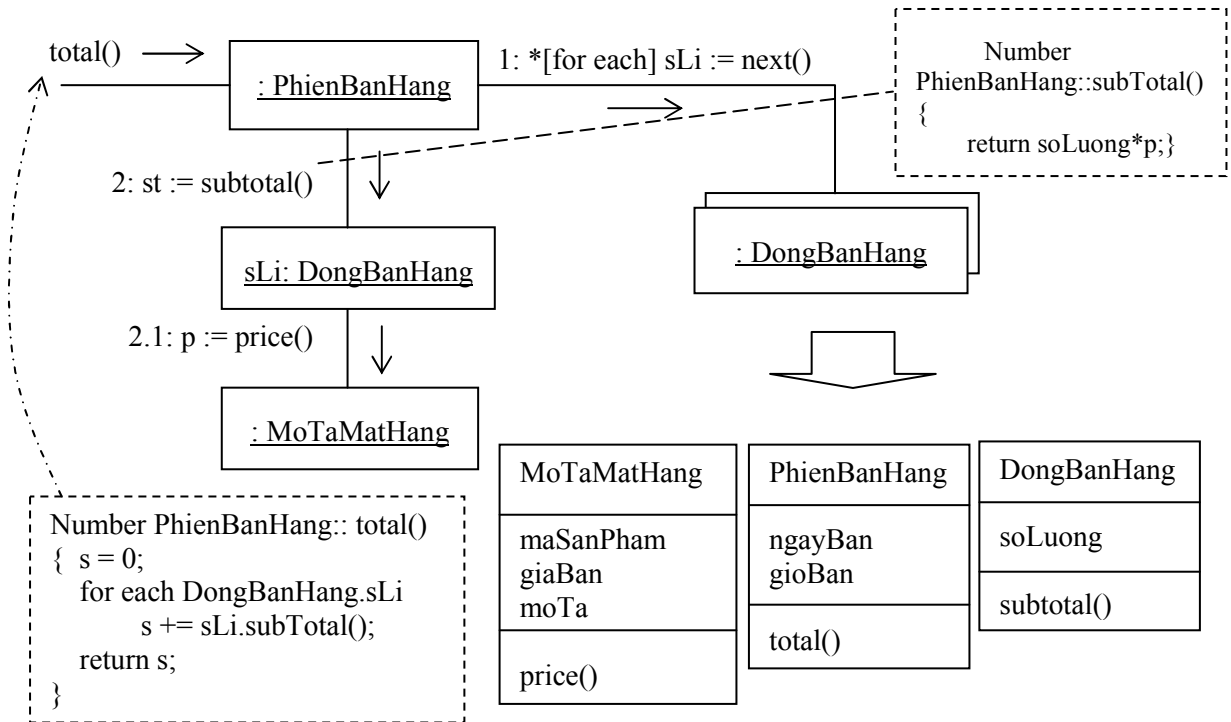 total()
: PhienBanHang
1: *[for each] sLi := next()
Number
PhienBanHang::subTotal()
{
return soLuong*p;}
2: st := subtotal()
sLi: DongBanHang
: DongBanHang
2.1: p := price()
: MoTaMatHang
Number PhienBanHang:: total()
{ s = 0;
for each DongBanHang.sLi
s += sLi.subTotal();
return s;
}
MoTaMatHang
maSanPham
giaBan
moTa
price()
PhienBanHang
ngayBan
gioBan
total()
DongBanHang
soLuong
subtotal()